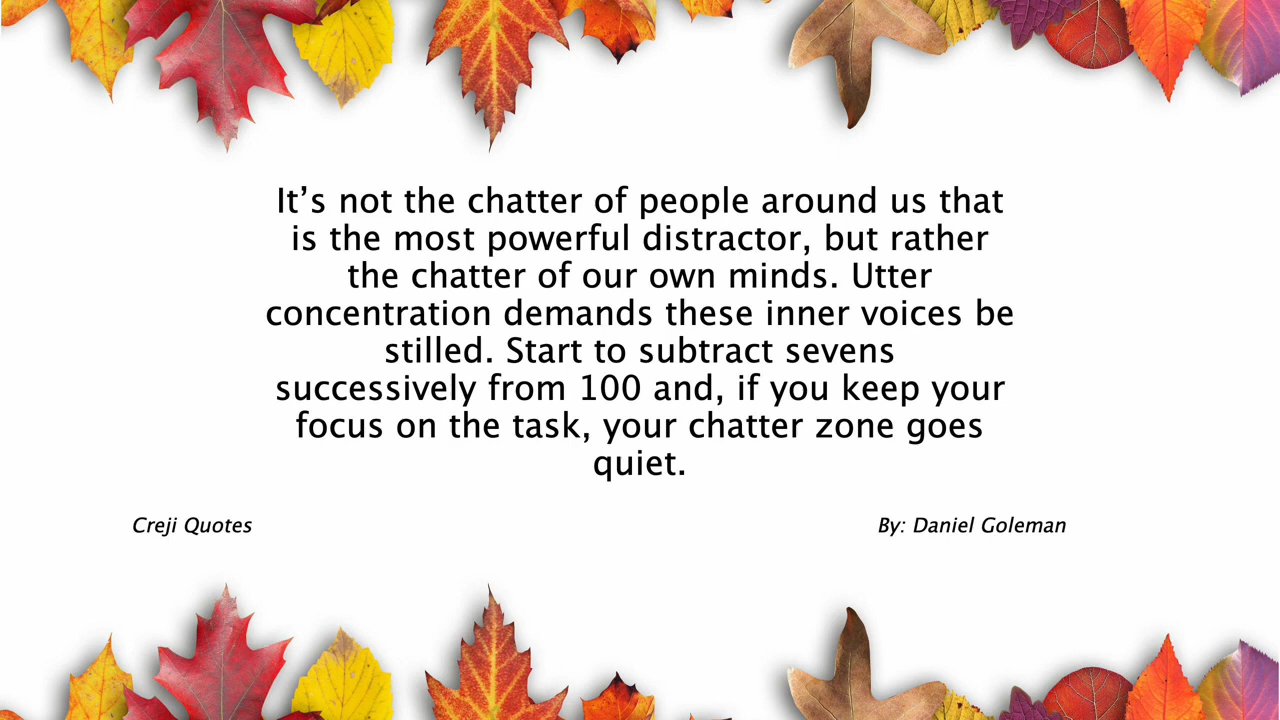 It’s not the chatter of people around us that
is the most powerful distractor, but rather
the chatter of our own minds. Utter
concentration demands these inner voices be
stilled. Start to subtract sevens
successively from 100 and, if you keep your
focus on the task, your chatter zone goes
quiet.
Creji Quotes
By: Daniel Goleman